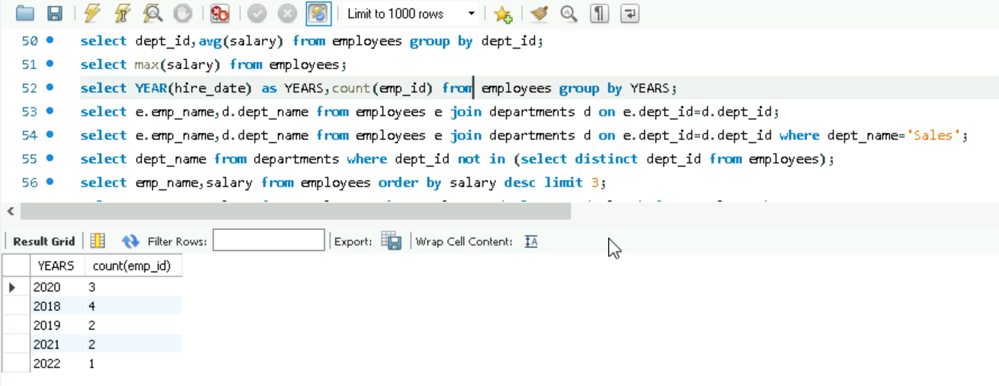 Limit to 1000 rows
50 select dept_id,avg(salary) from employees group by dept_id;
51 select max(salary) from employees;
52 select YEAR(hire_date) as YEARS,count(emp_id) from employees group by YEARS;
53 select e.emp_name,d.dept_name from employees e join departments d on e.dept_id=d.dept_id;
54 select e.emp_name,d.dept_name from employees e join departments d on e.dept_id=d.dept_id where dept_name='Sales';
55 select dept_name from departments where dept_id not in (select distinct dept_id from employees);
56 select emp_name,salary from employees order by salary desc limit 3;
Result Grid Filter Rows: Export: Wrap Cell Content:
YEARS count(emp_id)
2020 3
2018 4
2019 2
2021 2
2022 1